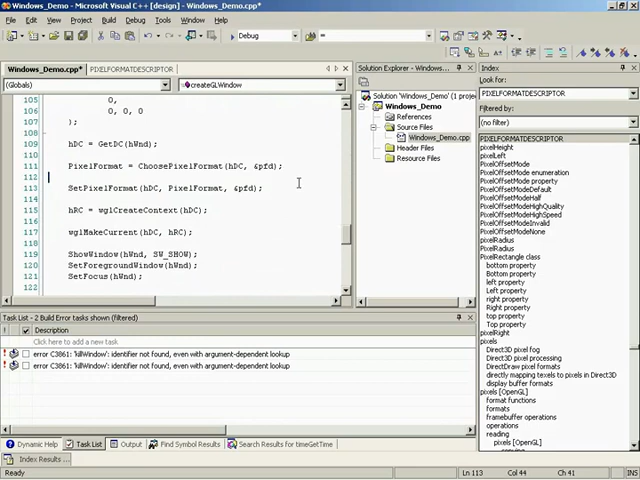 Windows_Demo - Microsoft Visual C++ [design] - Windows_Demo.cpp*
File Edit View Project Build Debug Tools Window Help
Debug
Windows_Demo.cpp* PIXELFORMATDESCRIPTOR
(Globals) createGLWindow
105 0,
106 0, 0, 0
107 );
108
109 hDC = GetDC(hWnd);
110
111 PixelFormat = ChoosePixelFormat(hDC, &pfd);
112
113 SetPixelFormat(hDC, PixelFormat, &pfd);
114
115 hRC = wglCreateContext(hDC);
116
117 wglMakeCurrent(hDC, hRC);
118
119 ShowWindow(hWnd, SW_SHOW);
120 SetForegroundWindow(hWnd);
121 SetFocus(hWnd);
122
Solution Explorer - Windows_...
Solution 'Windows_Demo' (1 proje
Windows_Demo
References
Source Files
Windows_Demo.cpp
Header Files
Resource Files
Index
Look for:
PIXELFORMATDESCRIPTOR
Filtered by:
(no filter)
PIXELFORMATDESCRIPTOR
pixelHeight
pixelLeft
PixelOffsetMode
PixelOffsetMode enumeration
PixelOffsetMode property
PixelOffsetModeDefault
PixelOffsetModeHalf
PixelOffsetModeHighQuality
PixelOffsetModeHighSpeed
PixelOffsetModeInvalid
PixelOffsetModeNone
pixelRadius
PixelRadius
PixelRectangle class
bottom property
Bottom property
left property
Left property
right property
Right property
top property
Top property
pixelRight
pixels
Direct3D pixel fog
Direct3D pixel processing
DirectDraw pixel formats
directly mapping texels to pixels in Direct3D
display buffer formats
pixels [OpenGL]
format functions
formats
framebuffer operations
operations
reading
pixels [OpenGL]
Task List - 2 Build Error tasks shown (filtered)
Description
Click here to add a new task
error C3861: 'killWindow': identifier not found, even with argument-dependent lookup
error C3861: 'killWindow': identifier not found, even with argument-dependent lookup
Dynamic Help Task List Output Find Symbol Results Search Results for timeGetTime
Index Results ...
Ready Ln 113 Col 44 Ch 41 INS